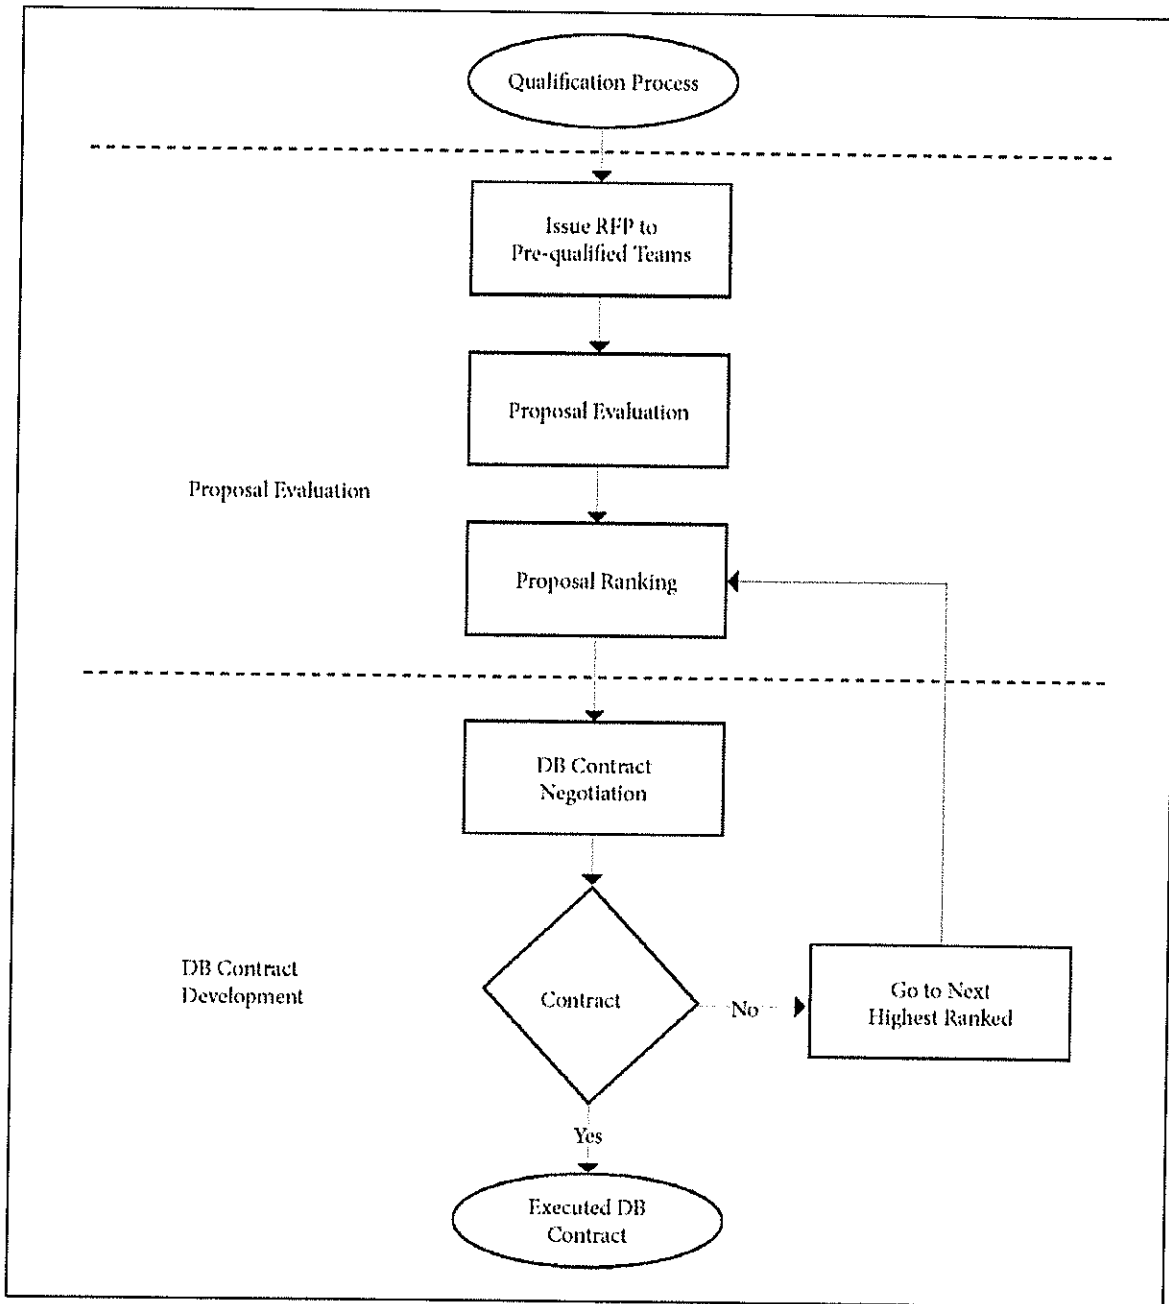 Qualification Process
Issue RFP to
Pre-qualified Teams
Proposal Evaluation
Proposal Evaluation
Proposal Ranking
DB Contract
Negotiation
DB Contract
Development
Contract
No
Go to Next
Highest Ranked
Yes
Executed DB
Contract